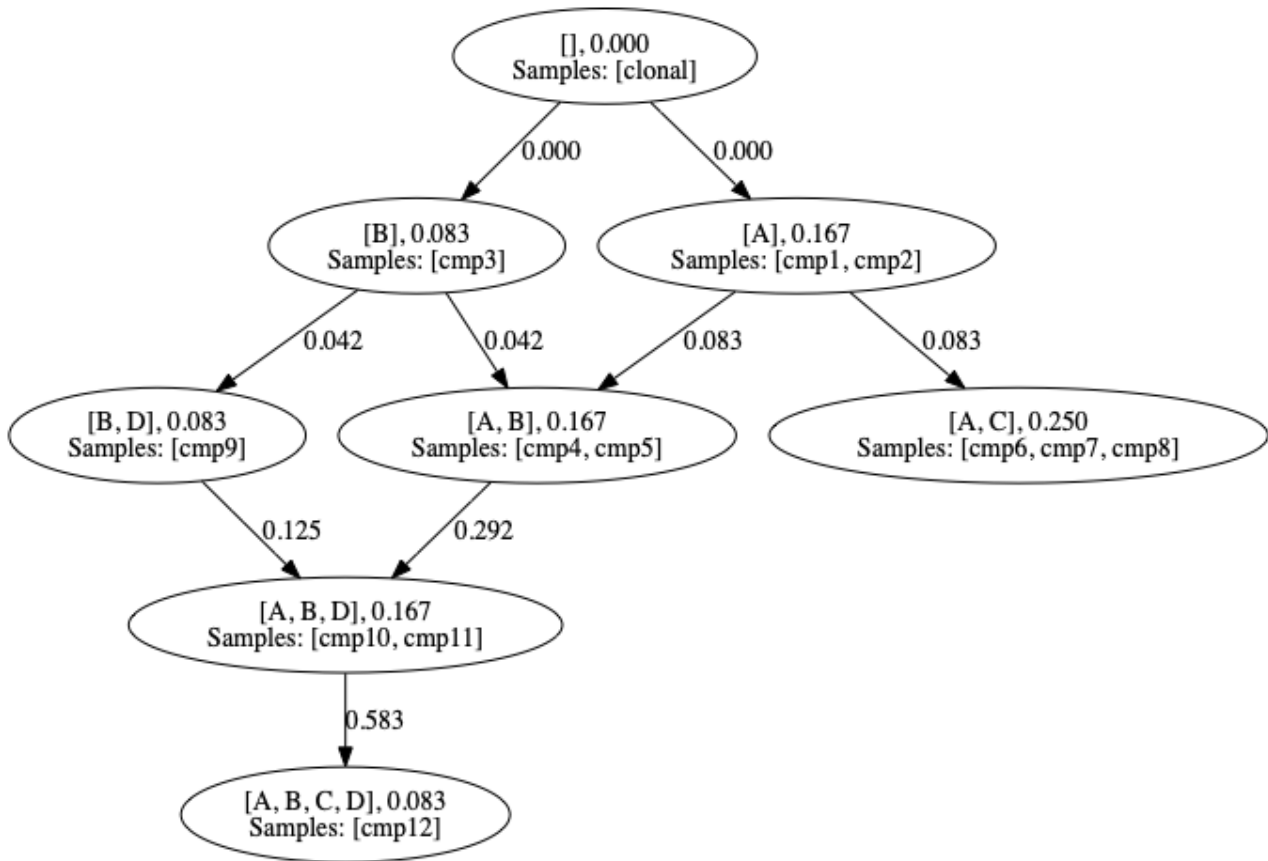 [], 0.000
Samples: [clonal]
0.000
0.000
[B], 0.083
Samples: [cmp3]
[A], 0.167
Samples: [cmp1, cmp2]
0.042
0.042
0.083
0.083
[B, D], 0.083
Samples: [cmp9]
[A, B], 0.167
Samples: [cmp4, cmp5]
[A, C], 0.250
Samples: [cmp6, cmp7, cmp8]
0.125
0.292
[A, B, D], 0.167
Samples: [cmp10, cmp11]
0.583
[A, B, C, D], 0.083
Samples: [cmp12]